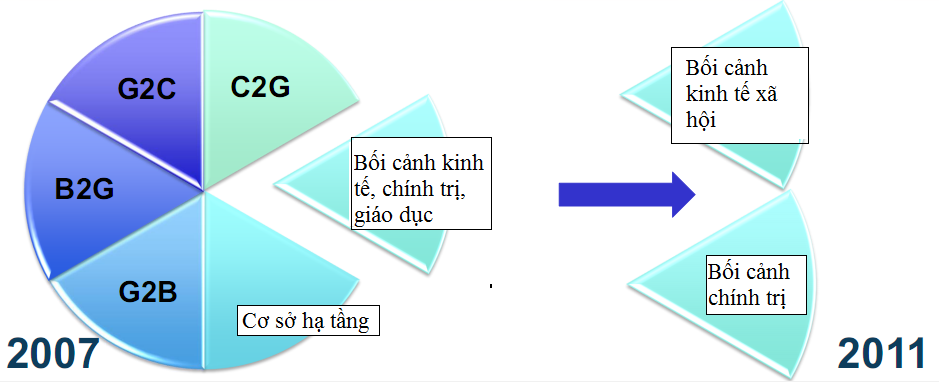 G2C
C2G
B2G
G2B
Bối cảnh kinh
tế, chính trị,
giáo dục
Cơ sở hạ tầng
2007
Bối cảnh
kinh tế xã
hội
Bối cảnh
chính trị
2011